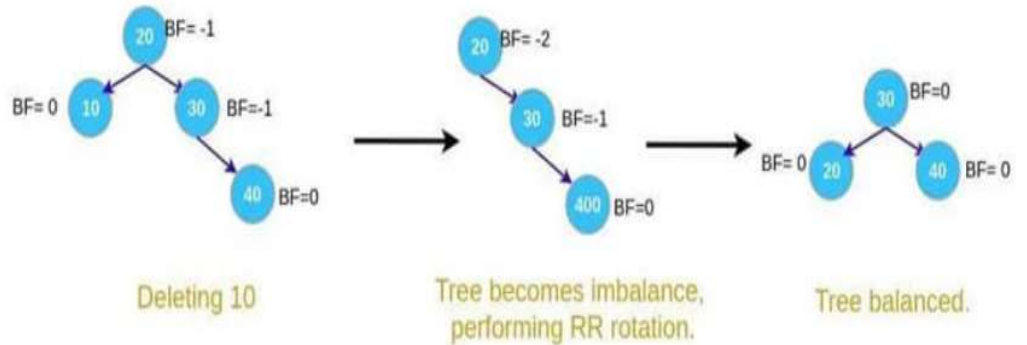 20 BF= -1
BF= 0 10 30 BF=-1
40 BF=0
Deleting 10
20 BF= -2
30 BF=-1
400 BF=0
Tree becomes imbalance,
performing RR rotation.
30 BF=0
BF= 0 20 40 BF= 0
Tree balanced.